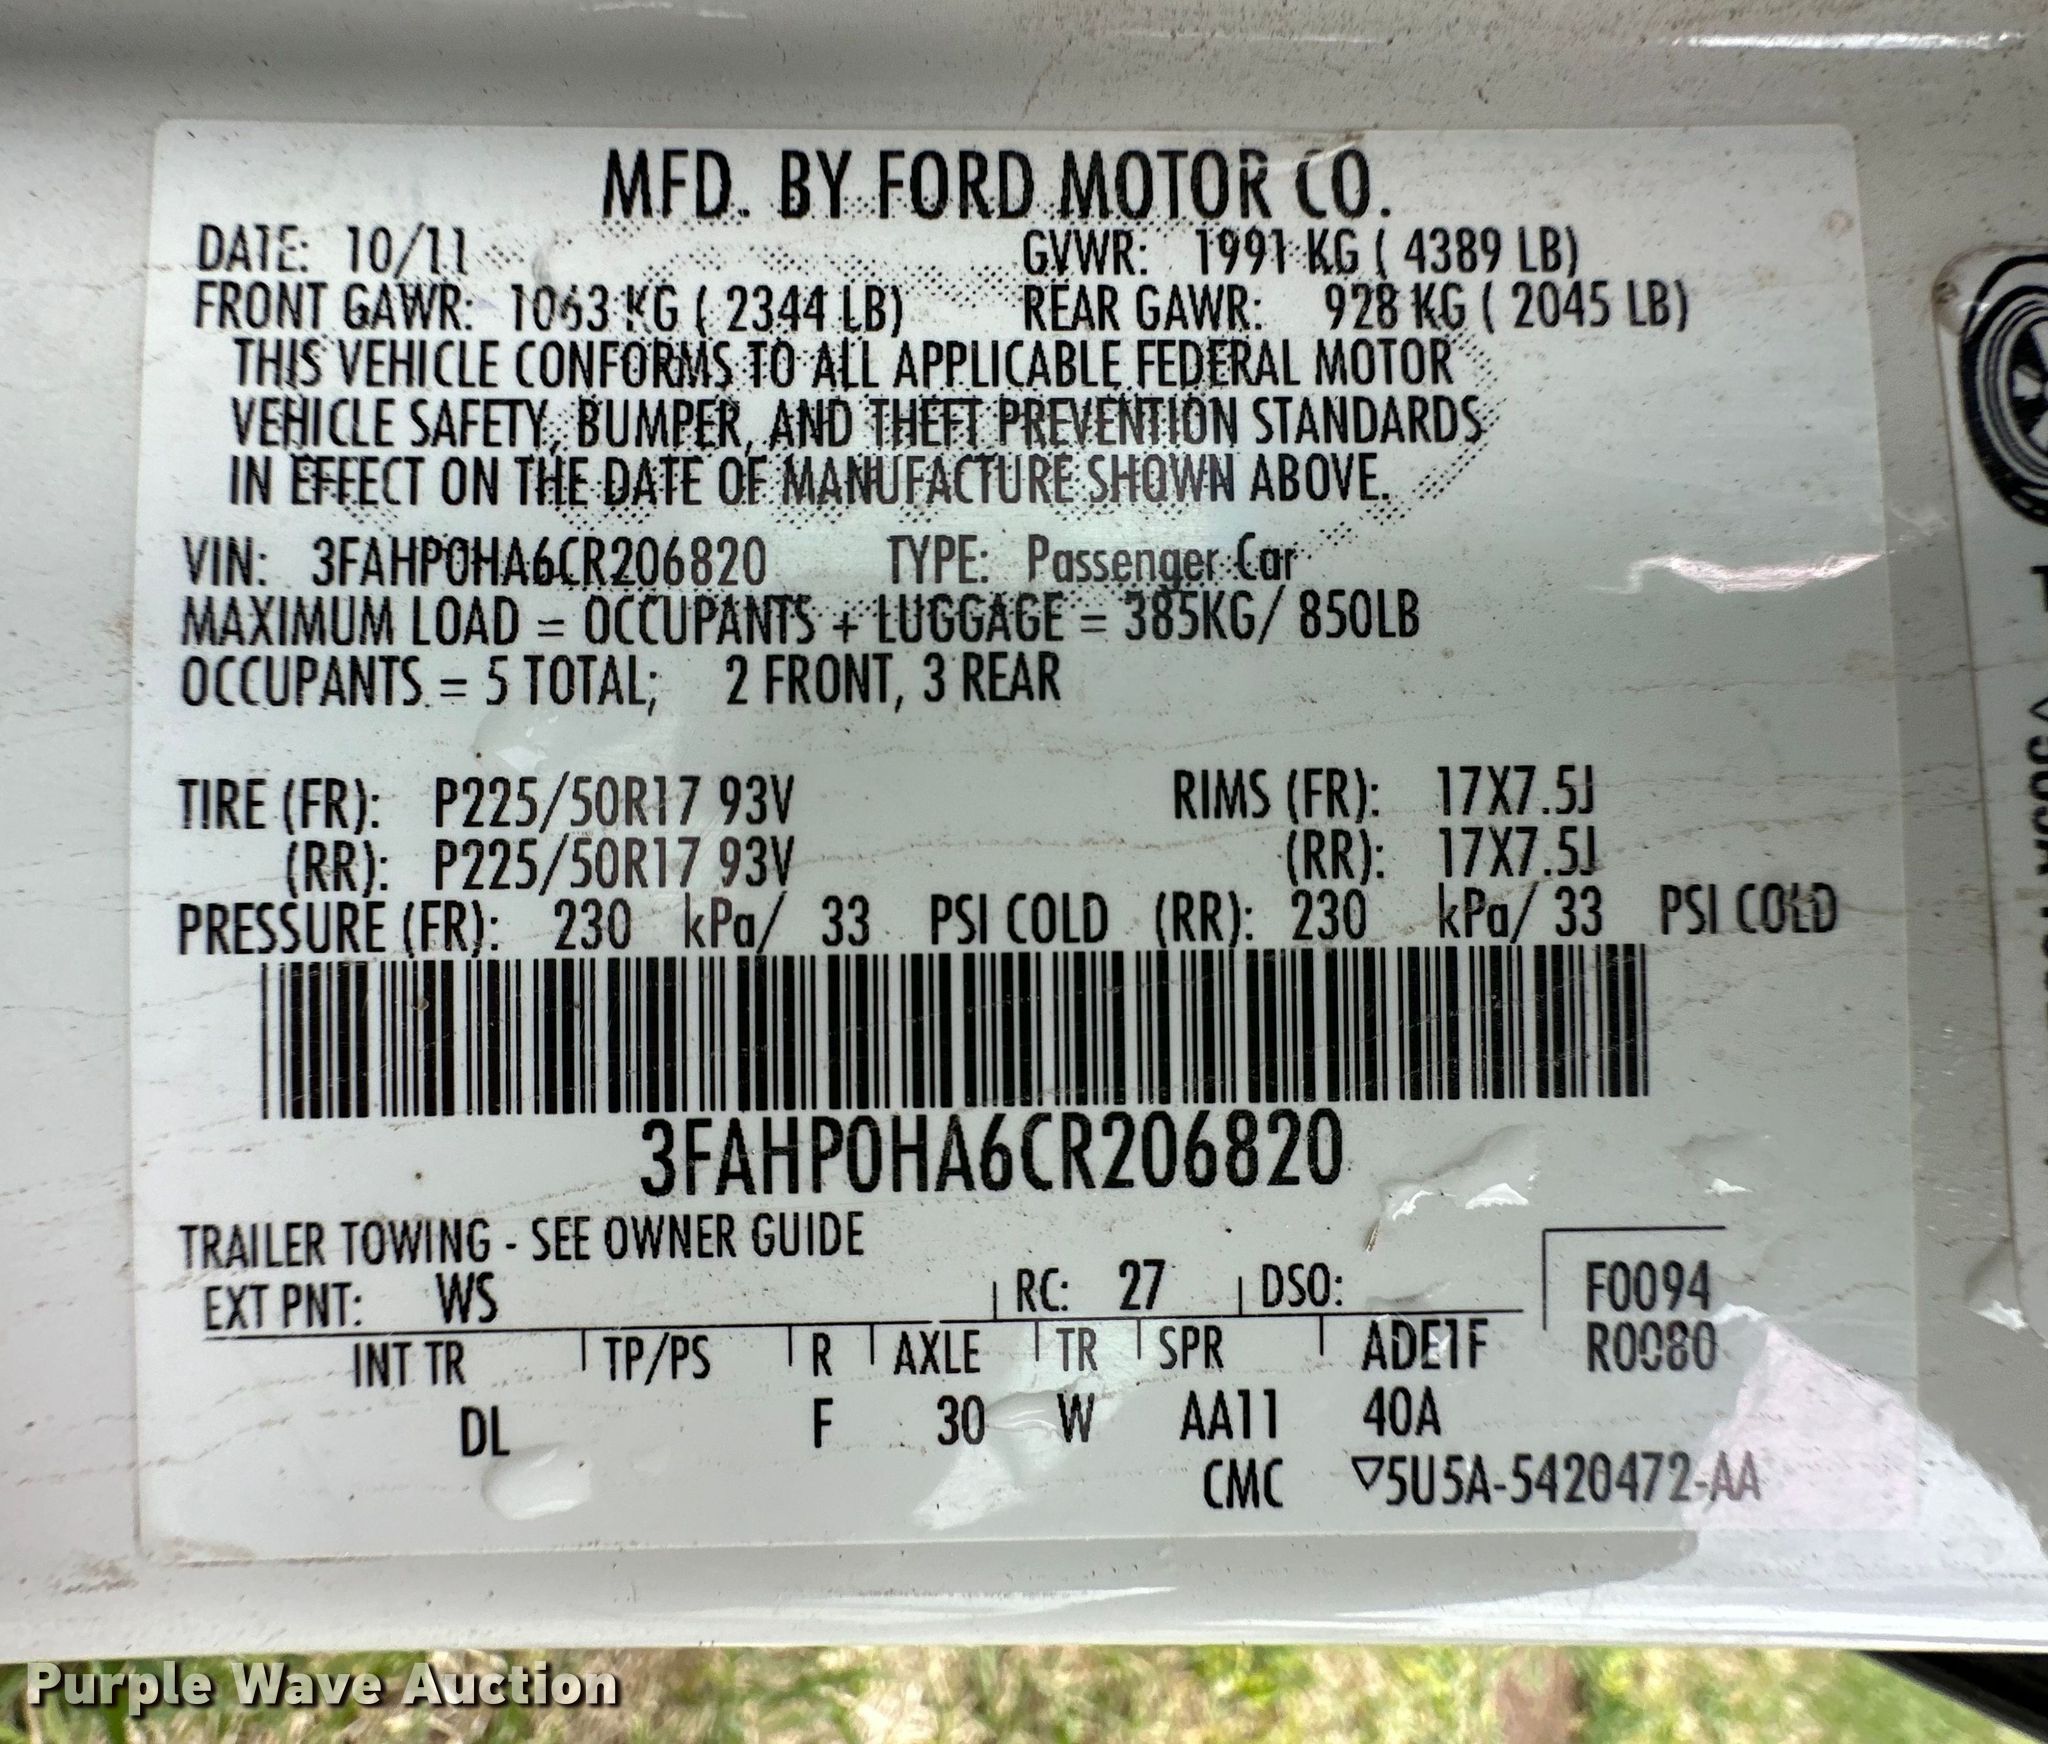 MFD. BY FORD MOTOR CO.
DATE: 10/11 GVWR: 1991 KG ( 4389 LB)
FRONT GAWR: 1063 KG ( 2344 LB) REAR GAWR: 928 KG ( 2045 LB)
THIS VEHICLE CONFORMS TO ALL APPLICABLE FEDERAL MOTOR
VEHICLE SAFETY, BUMPER, AND THEFT PREVENTION STANDARDS
IN EFFECT ON THE DATE OF MANUFACTURE SHOWN ABOVE.
VIN: 3FAHP0HA6CR206820 TYPE: Passenger Car
MAXIMUM LOAD = OCCUPANTS + LUGGAGE = 385KG/ 850LB
OCCUPANTS = 5 TOTAL; 2 FRONT, 3 REAR
TIRE (FR): P225/50R17 93V RIMS (FR): 17X7.5J
(RR): P225/50R17 93V (RR): 17X7.5J
PRESSURE (FR): 230 kPa/ 33 PSI COLD (RR): 230 kPa/ 33 PSI COLD
3FAHP0HA6CR206820
TRAILER TOWING - SEE OWNER GUIDE
EXT PNT: WS RC: 27 DSO: F0094
INT TR TP/PS R AXLE TR SPR ADE1F R0080
DL F 30 W AA11 40A
CMC ▽5U5A-5420472-AA
Purple Wave Auction